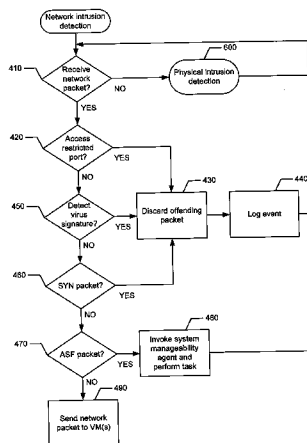 Network intrusion
detection
600
410
Receive
network
packet?
NO
Physical intrusion
detection
YES
420
Access
restricted
port?
YES
430
440
NO
450
Detect
virus
signature?
YES
Discard offending
packet
Log event
NO
460
SYN packet?
YES
NO
470
460
ASF packet?
YES
Invoke system
manageability
agent and
perform task
NO
490
Send network
packet to VM(s)